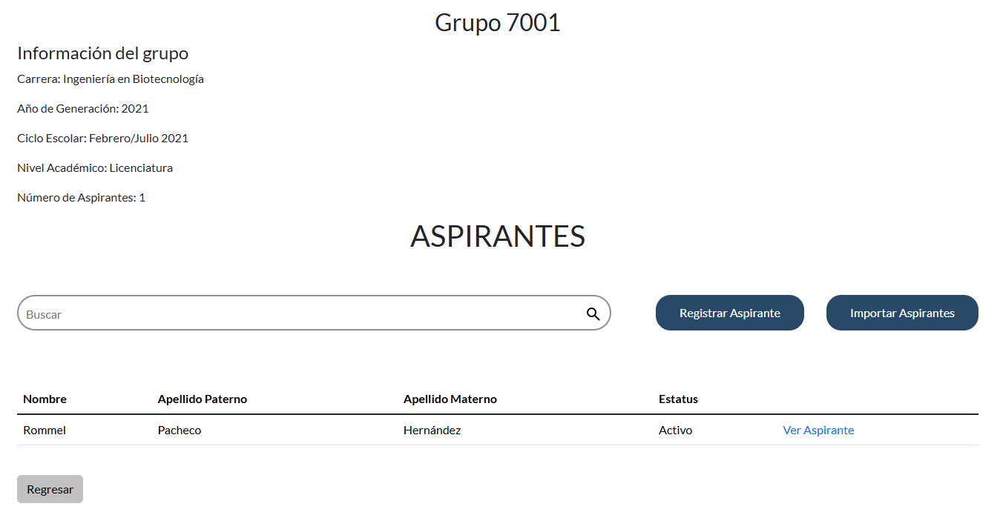 Grupo 7001
Información del grupo
Carrera: Ingeniería en Biotecnología
Año de Generación: 2021
Ciclo Escolar: Febrero/Julio 2021
Nivel Académico: Licenciatura
Número de Aspirantes: 1
ASPIRANTES
Buscar Registrar Aspirante Importar Aspirantes
Nombre Apellido Paterno Apellido Materno Estatus
Rommel Pacheco Hernández Activo Ver Aspirante
Regresar